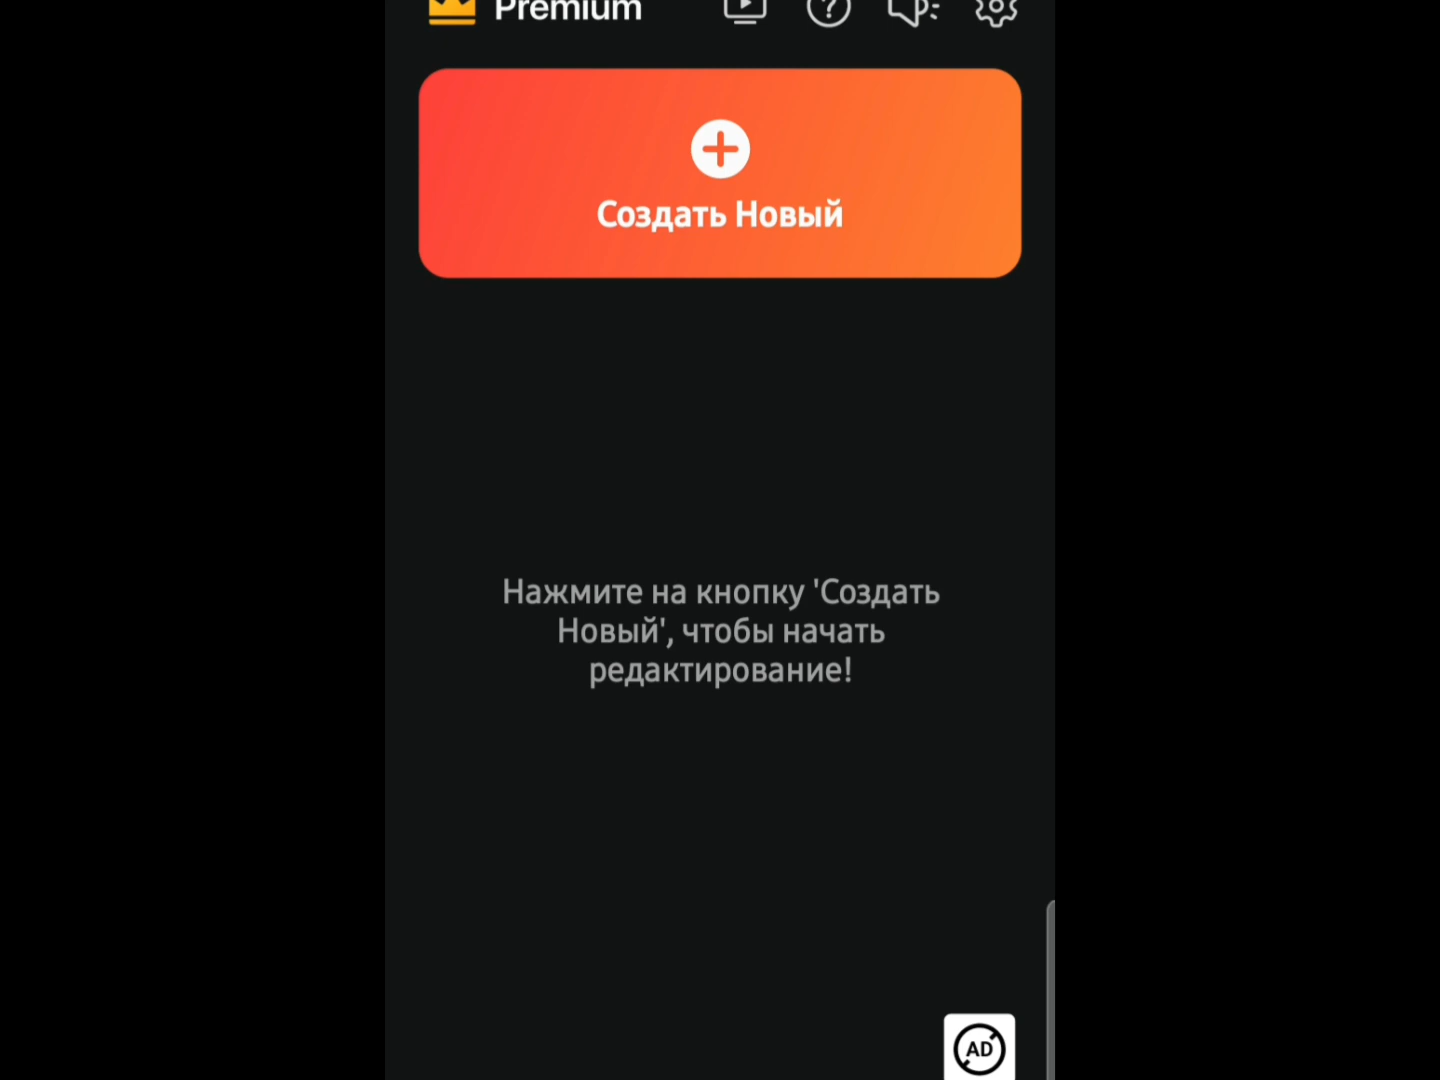 Premium
Создать Новый
Нажмите на кнопку 'Создать
Новый', чтобы начать
редактирование!
AD